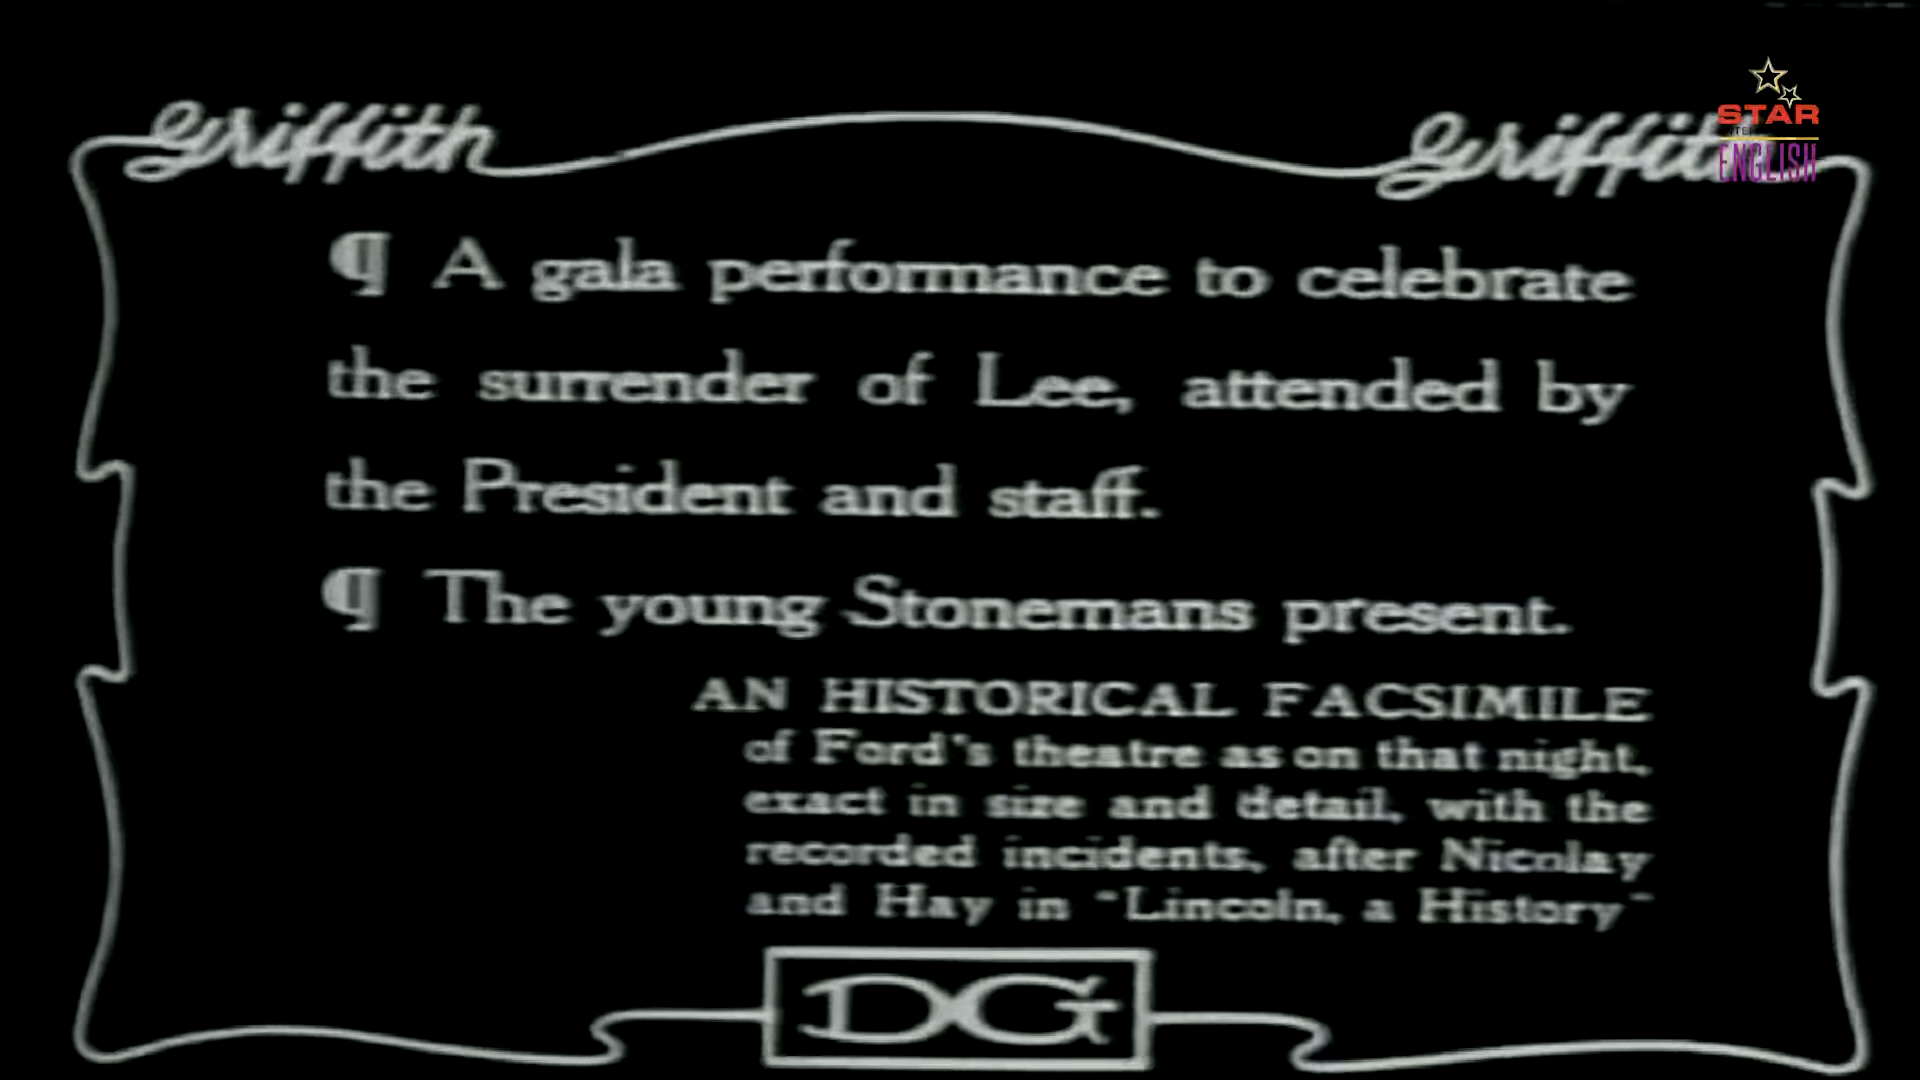 Griffith Griffith
STAR
ENGLISH
¶ A gala performance to celebrate
the surrender of Lee, attended by
the President and staff.
¶ The young Stonemans present.
AN HISTORICAL FACSIMILE
of Ford's theatre as on that night,
exact in size and detail, with the
recorded incidents, after Nicolay
and Hay in "Lincoln, a History"
DG